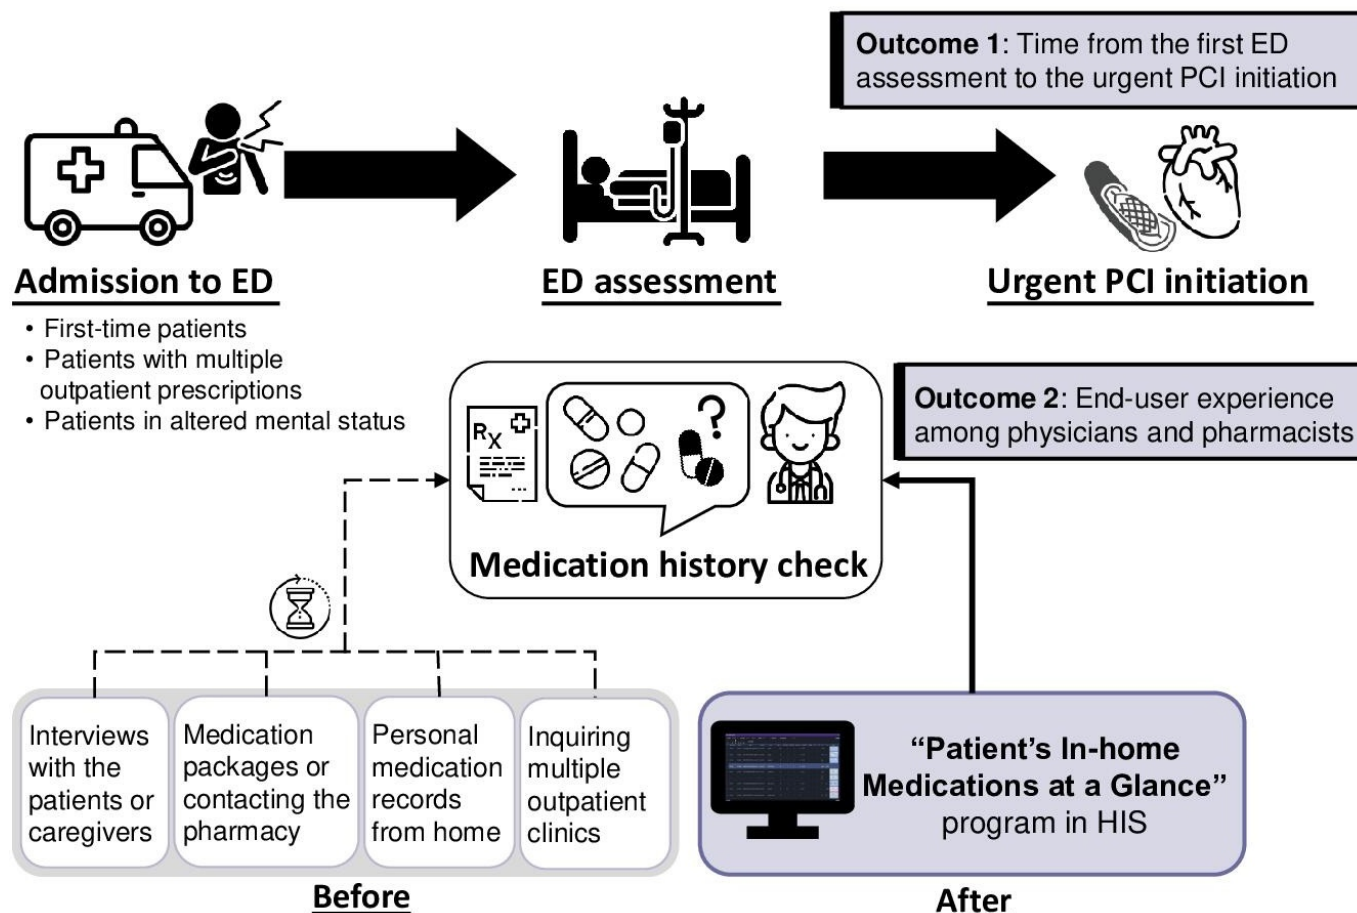 Outcome 1: Time from the first ED
assessment to the urgent PCI initiation
Admission to ED
ED assessment
Urgent PCI initiation
• First-time patients
• Patients with multiple
outpatient prescriptions
• Patients in altered mental status
Outcome 2: End-user experience
among physicians and pharmacists
Rx
?
Medication history check
Interviews
with the
patients or
caregivers
Medication
packages or
contacting the
pharmacy
Personal
medication
records
from home
Inquiring
multiple
outpatient
clinics
Before
“Patient’s In-home
Medications at a Glance”
program in HIS
After